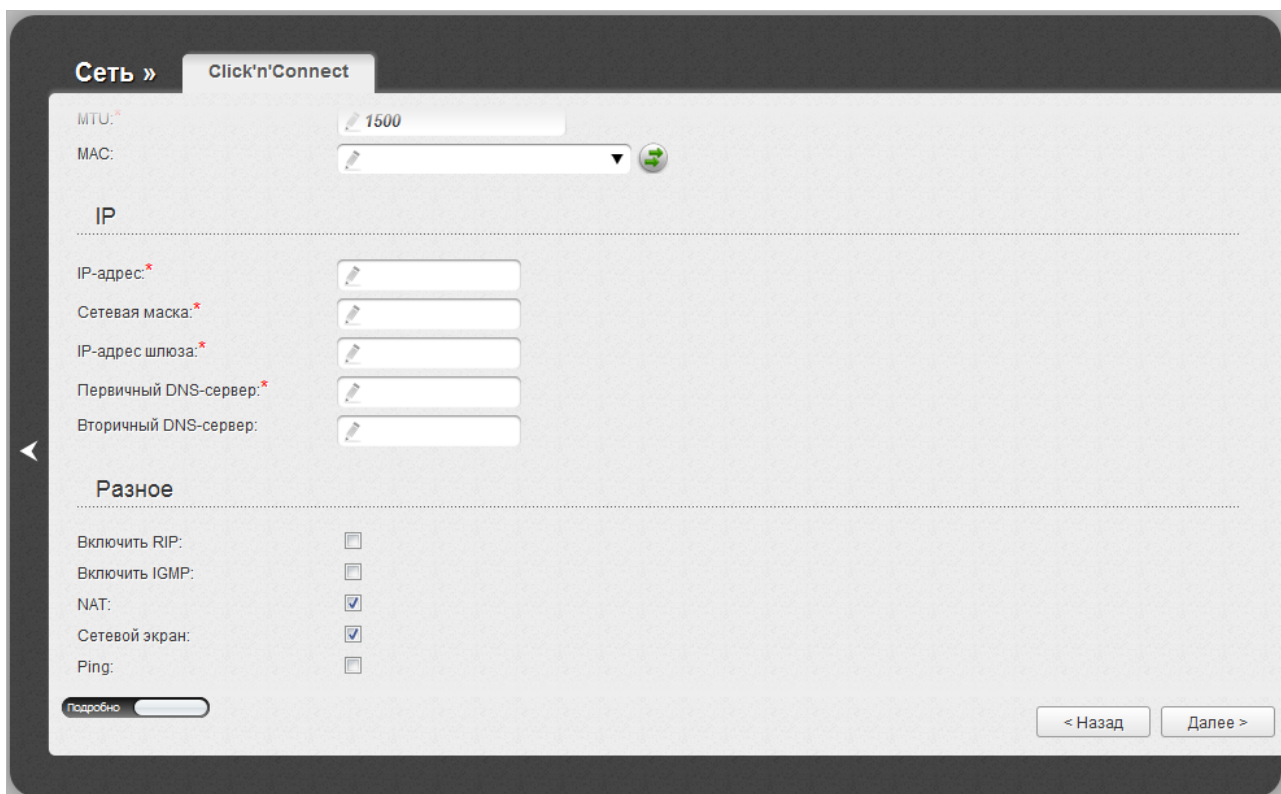 Сеть » Click'n'Connect
MTU:* 1500
MAC:
IP
IP-адрес:*
Сетевая маска:*
IP-адрес шлюза:*
Первичный DNS-сервер:*
Вторичный DNS-сервер:
Разное
Включить RIP:
Включить IGMP:
NAT:
Сетевой экран:
Ping:
Подробно
< Назад Далее >